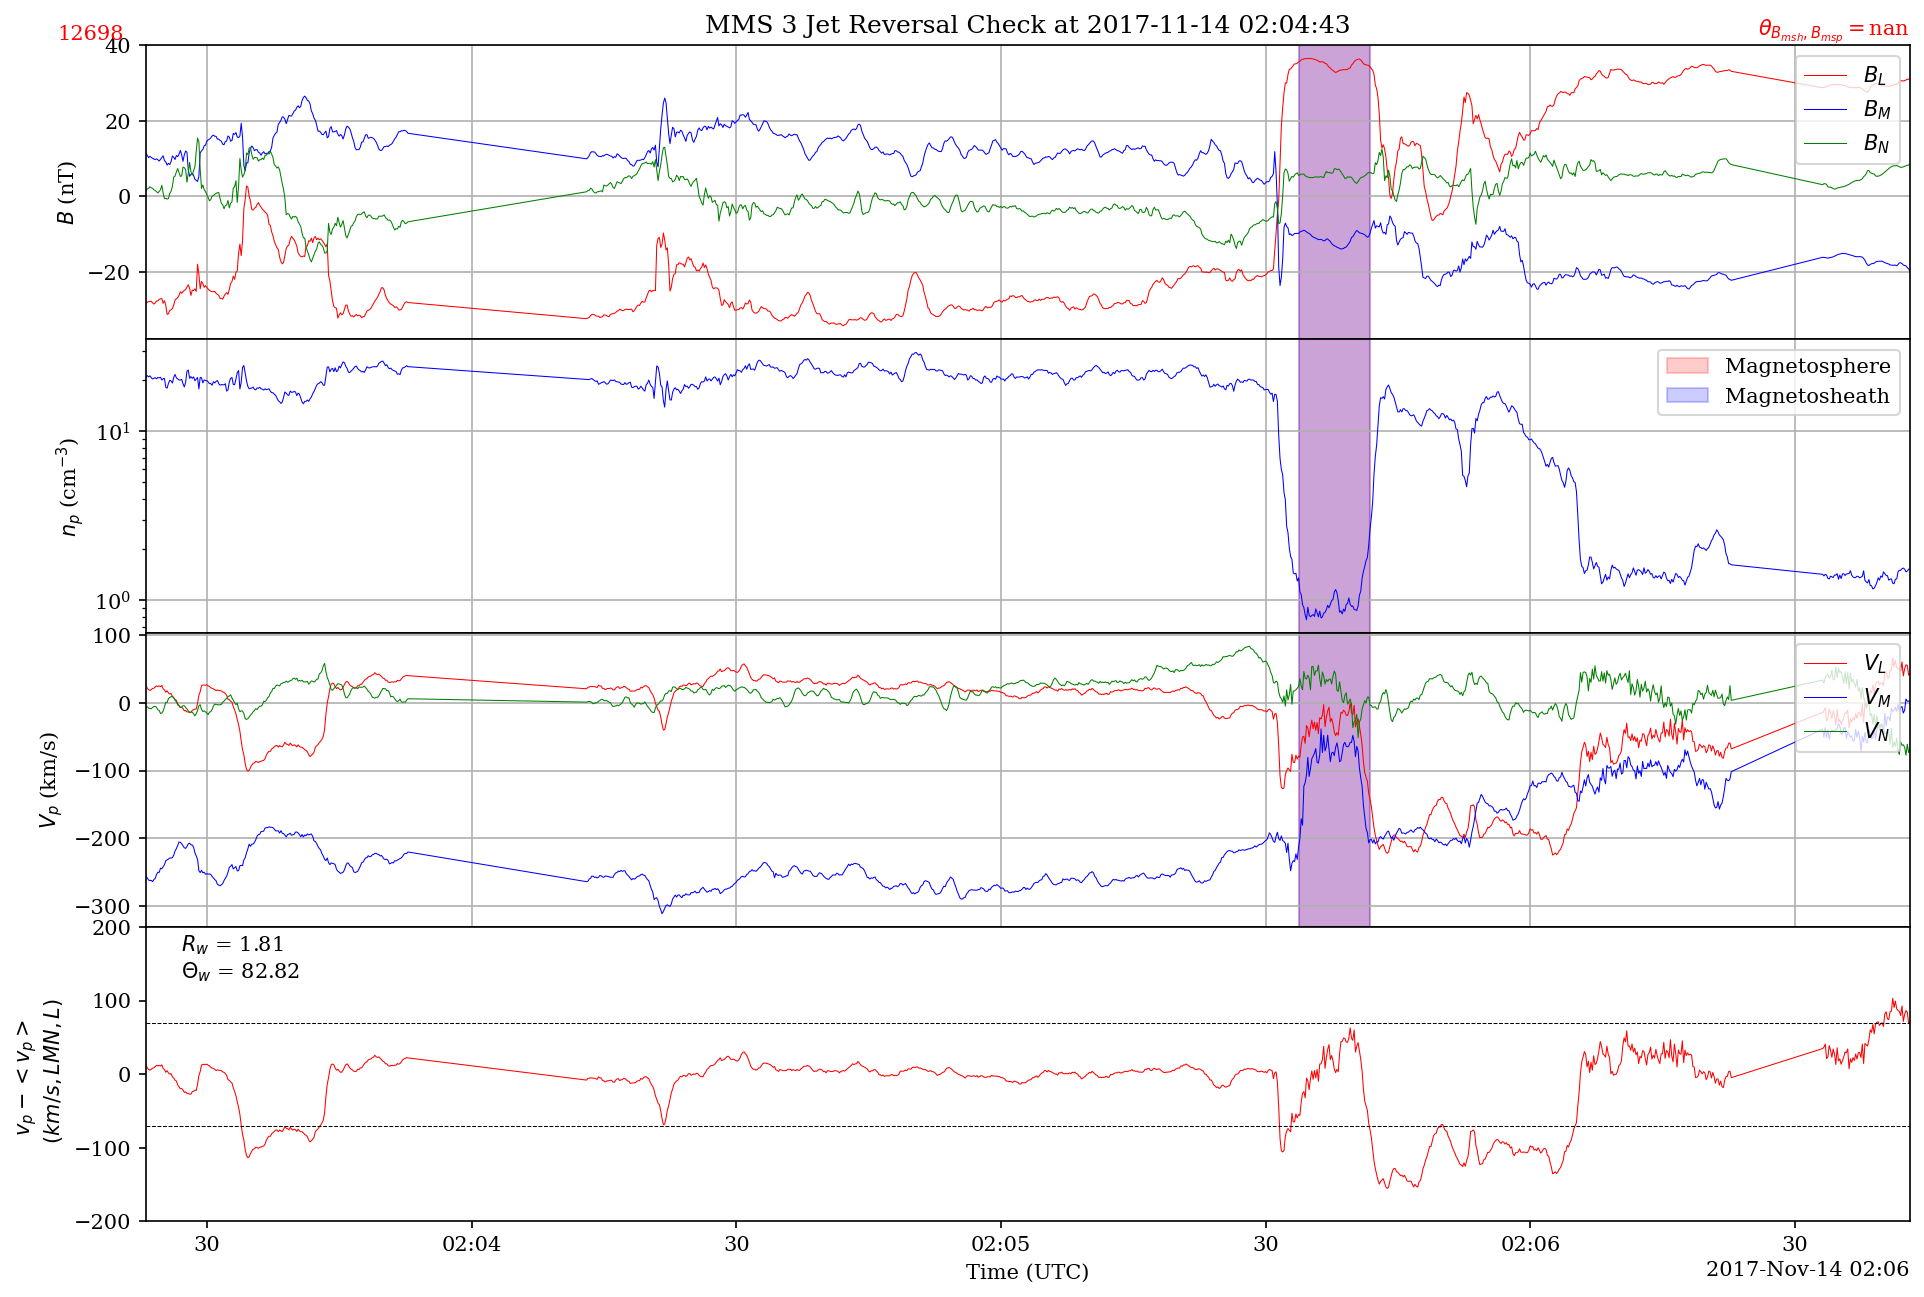 MMS 3 Jet Reversal Check at 2017-11-14 02:04:43
12698
θ_{B_{msh}, B_{msp}} = nan
40
20
0
−20
B (nT)
B_L
B_M
B_N
10^1
10^0
n_p (cm^{−3})
Magnetosphere
Magnetosheath
100
0
−100
−200
−300
V_p (km/s)
V_L
V_M
V_N
200
100
0
−100
−200
v_p − < v_p >
(km/s, LMN, L)
R_w = 1.81
Θ_w = 82.82
30
02:04
30
02:05
30
02:06
30
Time (UTC)
2017-Nov-14 02:06